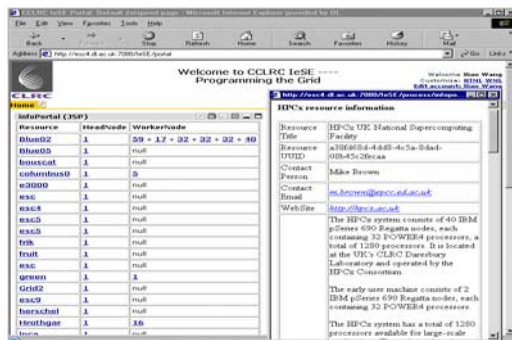 CCLRC IeSE Portal: Default Jetspeed page - Microsoft Internet Explorer provided by DL
File Edit View Favorites Tools Help
Back Stop Refresh Home Search Favorites History Mail
Address http://esc4.dl.ac.uk:7080/IeSE/portal Go Links
Welcome to CCLRC IeSE ----
Programming the Grid
Welcome Xiao Wang
Customize: HTML WML
Edit account: Xiao Wang
CLRC
Home
infoPortal (JSP)
Resource HeadNode WorkerNode
Blue02 1 59 + 17 + 32 + 32 + 32 + 40
Blue05 1 null
bouscat 1 null
columbus0 1 5
e3000 1 null
esc 1 null
esc4 1 null
esc5 1 null
esc5 1 null
frik 1 null
fruit 1 null
esc 1 null
green 1 1
Grid2 1 null
esc9 1 null
herschel 1 null
Hrothgar 1 16
inca 1 null
HPCx resource information
Resource Title HPCx UK National Supercomputing Facility
Resource UUID
Contact Person Mike Brown
Contact Email m.brown@epcc.ed.ac.uk
WebSite http://hpcx.ac.uk
The HPCx system consists of 40 IBM
pSeries 690 Regatta nodes, each
containing 32 POWER4 processors, a
total of 1280 processors. It is located
at the UK's CLRC Daresbury
Laboratory and operated by the
HPCx Consortium.
The early user machine consists of 2
IBM pSeries 690 Regatta nodes, each
containing 32 POWER4 processors.
The HPCx system has a total of 1280
processors available for large-scale